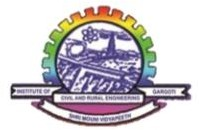 INSTITUTE OF
GARGOTI
CIVIL AND RURAL ENGINEERING
SHRI MOUNI VIDYAPEETH